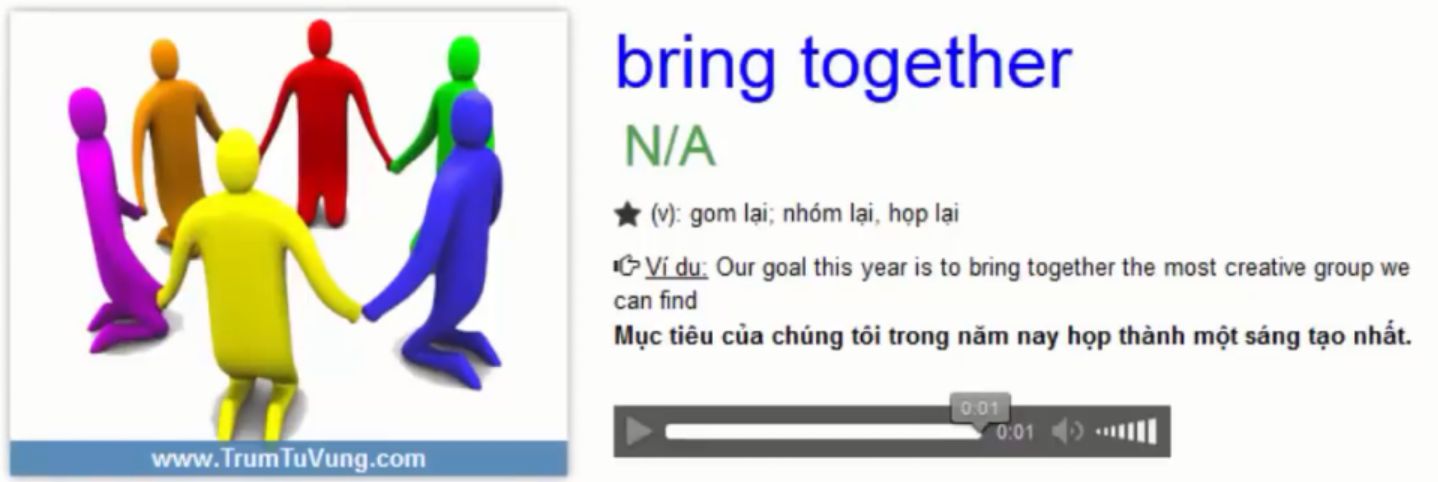 bring together
N/A
(v): gom lại; nhóm lại, họp lại
Ví dụ: Our goal this year is to bring together the most creative group we
can find
Mục tiêu của chúng tôi trong năm nay họp thành một sáng tạo nhất.
0:01
0:01
www.TrumTuVung.com